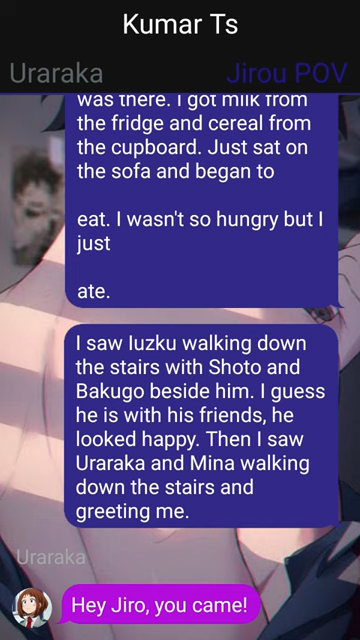 Kumar Ts
Uraraka
Jirou POV
was there. I got milk from
the fridge and cereal from
the cupboard. Just sat on
the sofa and began to
eat. I wasn't so hungry but I
just
ate.
I saw Iuzku walking down
the stairs with Shoto and
Bakugo beside him. I guess
he is with his friends, he
looked happy. Then I saw
Uraraka and Mina walking
down the stairs and
greeting me.
Uraraka
Hey Jiro, you came!